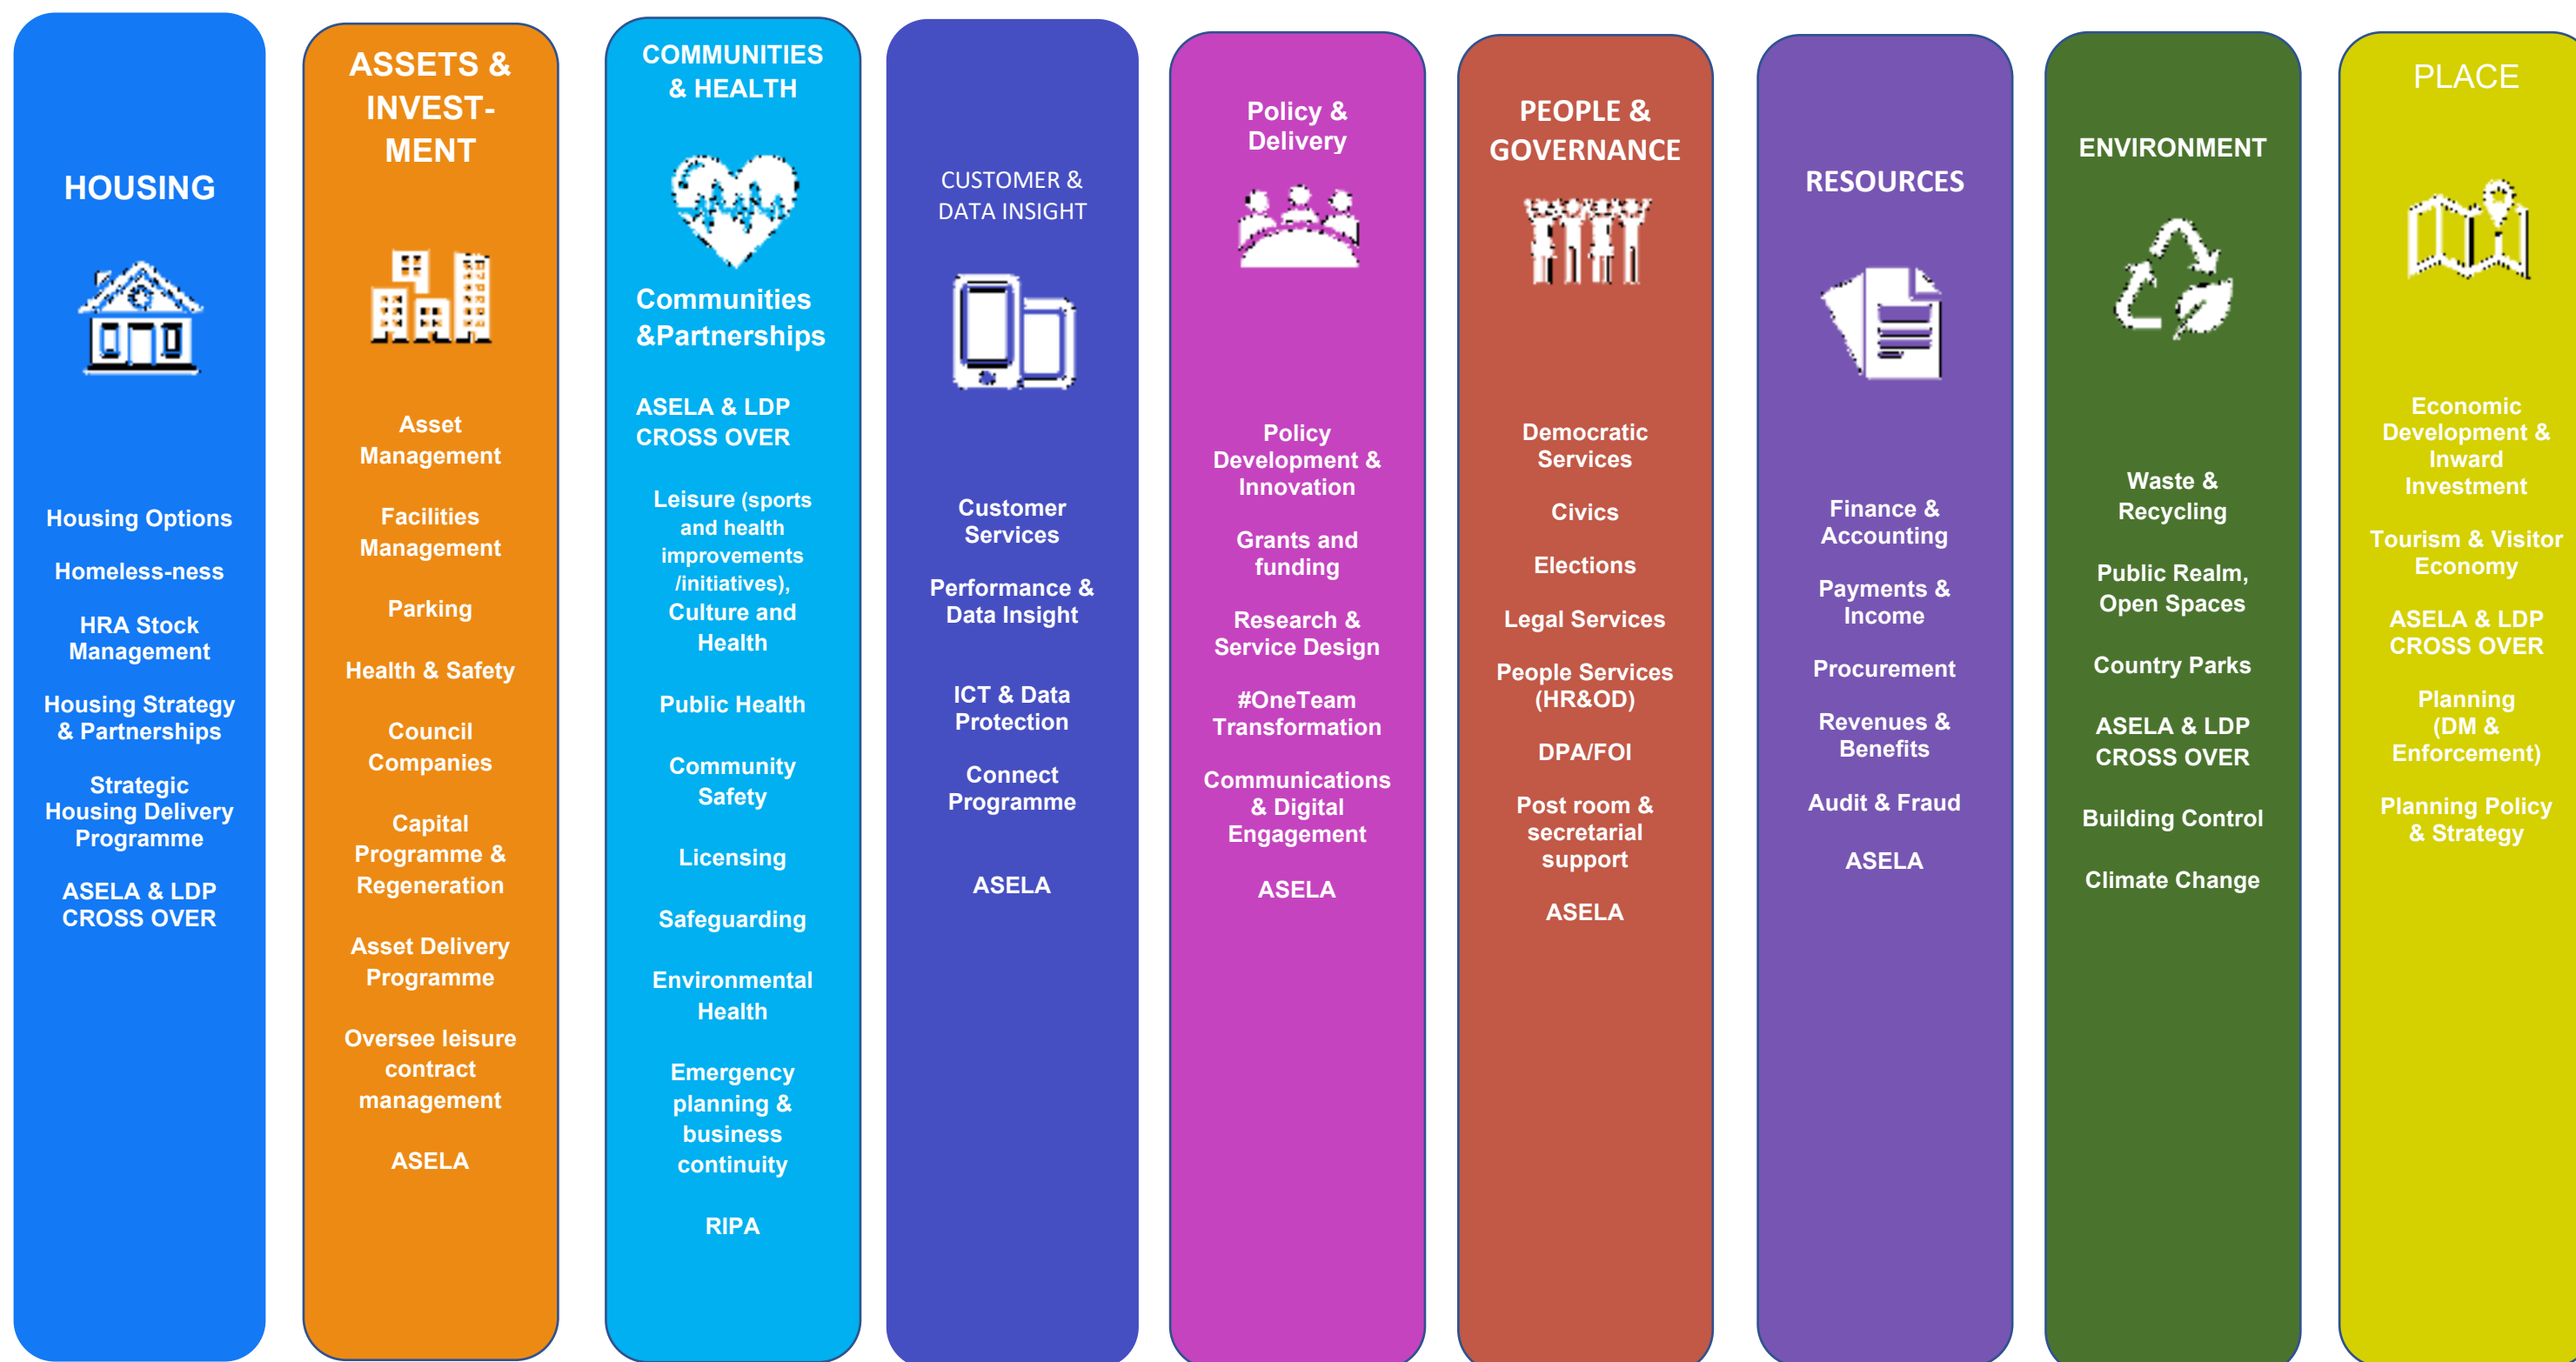 HOUSING
Housing Options
Homeless-ness
HRA Stock
Management
Housing Strategy
& Partnerships
Strategic
Housing Delivery
Programme
ASELA & LDP
CROSS OVER
ASSETS &
INVEST-
MENT
Asset
Management
Facilities
Management
Parking
Health & Safety
Council
Companies
Capital
Programme &
Regeneration
Asset Delivery
Programme
Oversee leisure
contract
management
ASELA
COMMUNITIES
& HEALTH
Communities
&Partnerships
ASELA & LDP
CROSS OVER
Leisure (sports
and health
improvements
/initiatives),
Culture and
Health
Public Health
Community
Safety
Licensing
Safeguarding
Environmental
Health
Emergency
planning &
business
continuity
RIPA
CUSTOMER &
DATA INSIGHT
Customer
Services
Performance &
Data Insight
ICT & Data
Protection
Connect
Programme
ASELA
Policy &
Delivery
Policy
Development &
Innovation
Grants and
funding
Research &
Service Design
#OneTeam
Transformation
Communications
& Digital
Engagement
ASELA
PEOPLE &
GOVERNANCE
Democratic
Services
Civics
Elections
Legal Services
People Services
(HR&OD)
DPA/FOI
Post room &
secretarial
support
ASELA
RESOURCES
Finance &
Accounting
Payments &
Income
Procurement
Revenues &
Benefits
Audit & Fraud
ASELA
ENVIRONMENT
Waste &
Recycling
Public Realm,
Open Spaces
Country Parks
ASELA & LDP
CROSS OVER
Building Control
Climate Change
PLACE
Economic
Development &
Inward
Investment
Tourism & Visitor
Economy
ASELA & LDP
CROSS OVER
Planning
(DM &
Enforcement)
Planning Policy
& Strategy